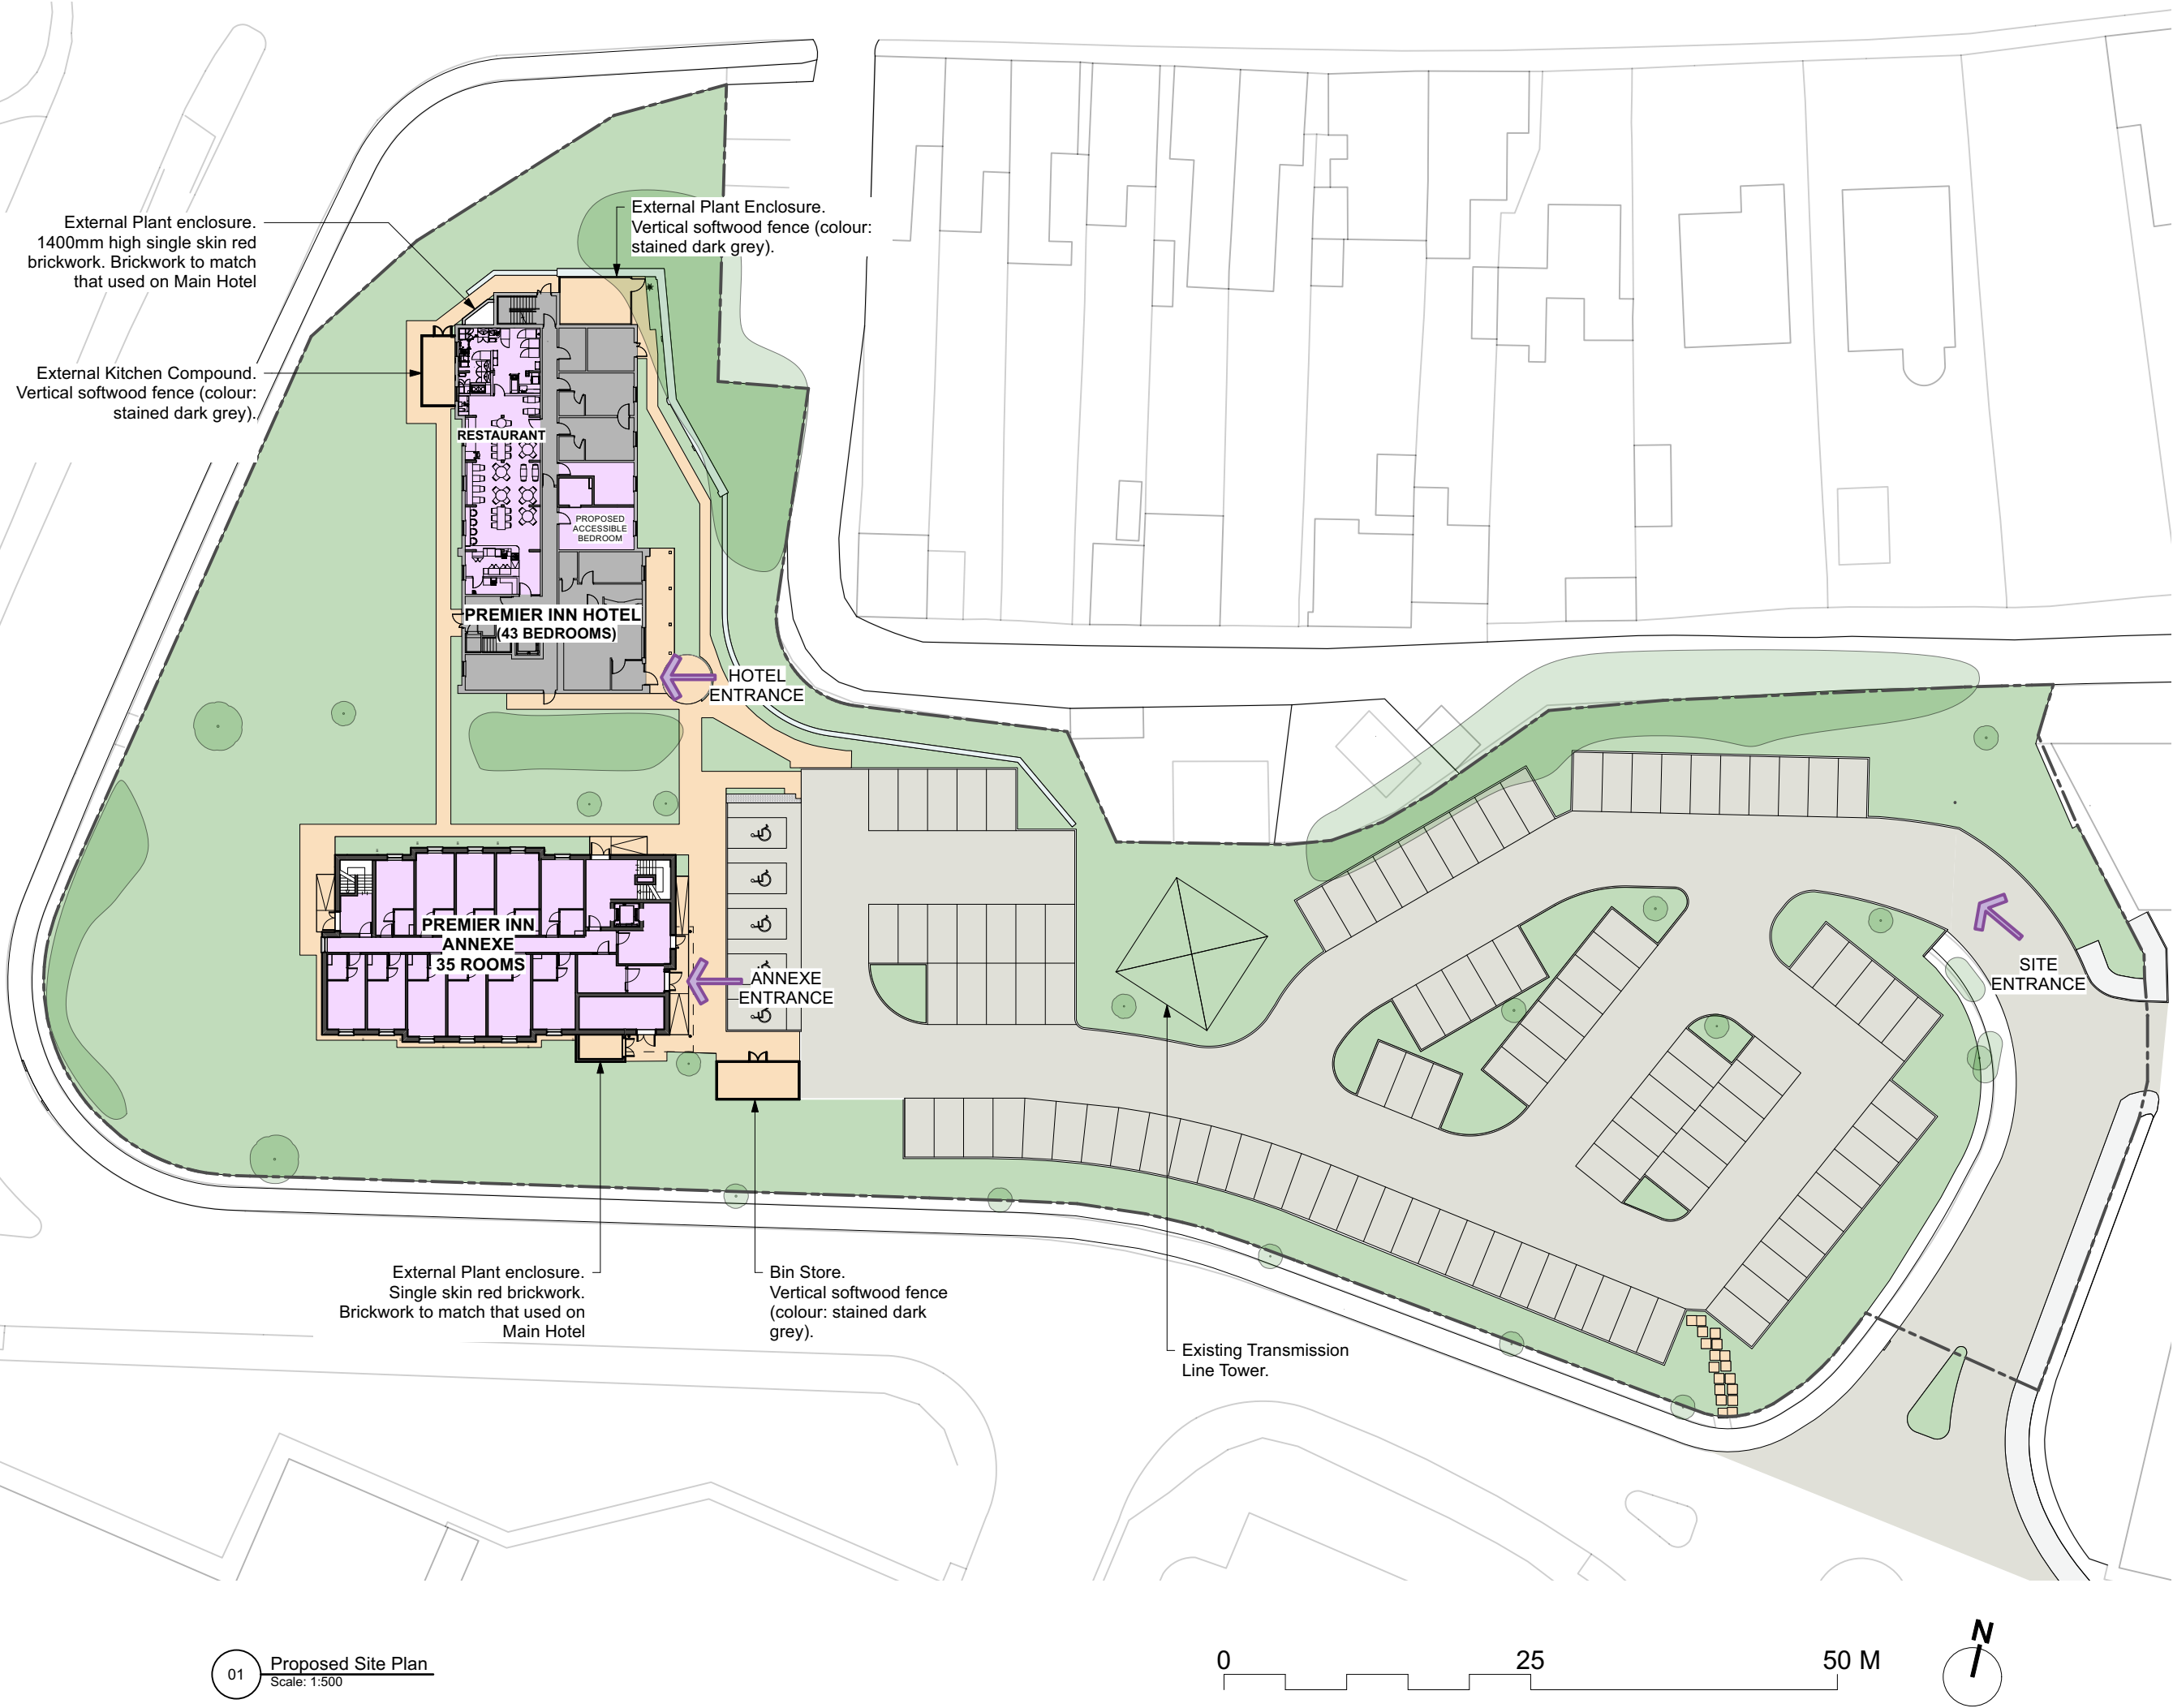 External Plant enclosure.
1400mm high single skin red
brickwork. Brickwork to match
that used on Main Hotel
External Plant Enclosure.
Vertical softwood fence (colour:
stained dark grey).
External Kitchen Compound.
Vertical softwood fence (colour:
stained dark grey).
RESTAURANT
PROPOSED
ACCESSIBLE
BEDROOM
PREMIER INN HOTEL
(43 BEDROOMS)
HOTEL
ENTRANCE
PREMIER INN
ANNEXE
35 ROOMS
ANNEXE
ENTRANCE
SITE
ENTRANCE
External Plant enclosure.
Single skin red brickwork.
Brickwork to match that used on
Main Hotel
Bin Store.
Vertical softwood fence
(colour: stained dark
grey).
Existing Transmission
Line Tower.
01
Proposed Site Plan
Scale: 1:500
0 25 50 M
N